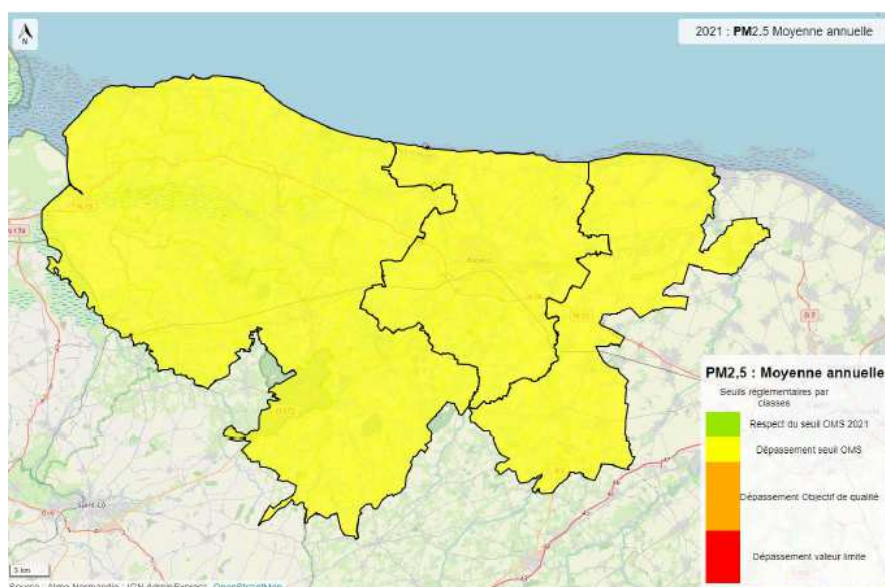 N
2021 : PM2.5 Moyenne annuelle
Bayeux
Saint-Lô
5 km
PM2,5 : Moyenne annuelle
Seuils réglementaires par
classes
Respect du seuil OMS 2021
Dépassement seuil OMS
Dépassement Objectif de qualité
Dépassement valeur limite
Source : Atmo Normandie ; IGN AdminExpress, OpenStreetMap